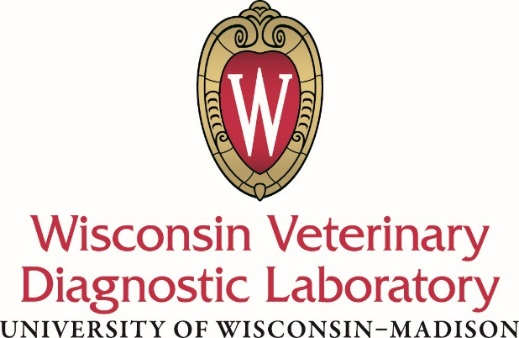 W
Wisconsin Veterinary
Diagnostic Laboratory
UNIVERSITY OF WISCONSIN–MADISON